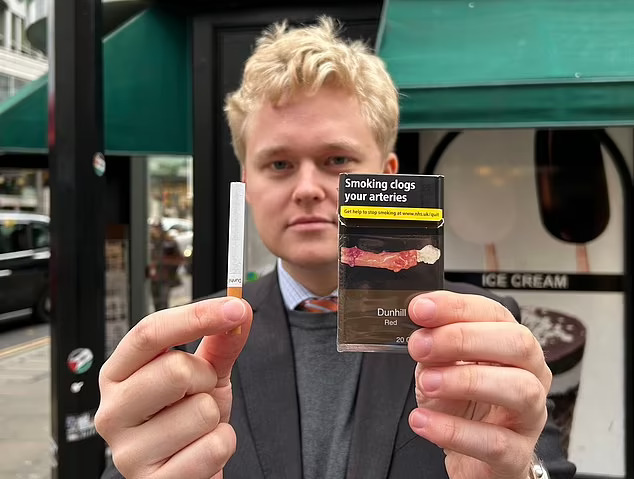 Smoking clogs
your arteries
Get help to stop smoking at www.nhs.uk/quit
Dunhill
Red
20
ICE CREAM